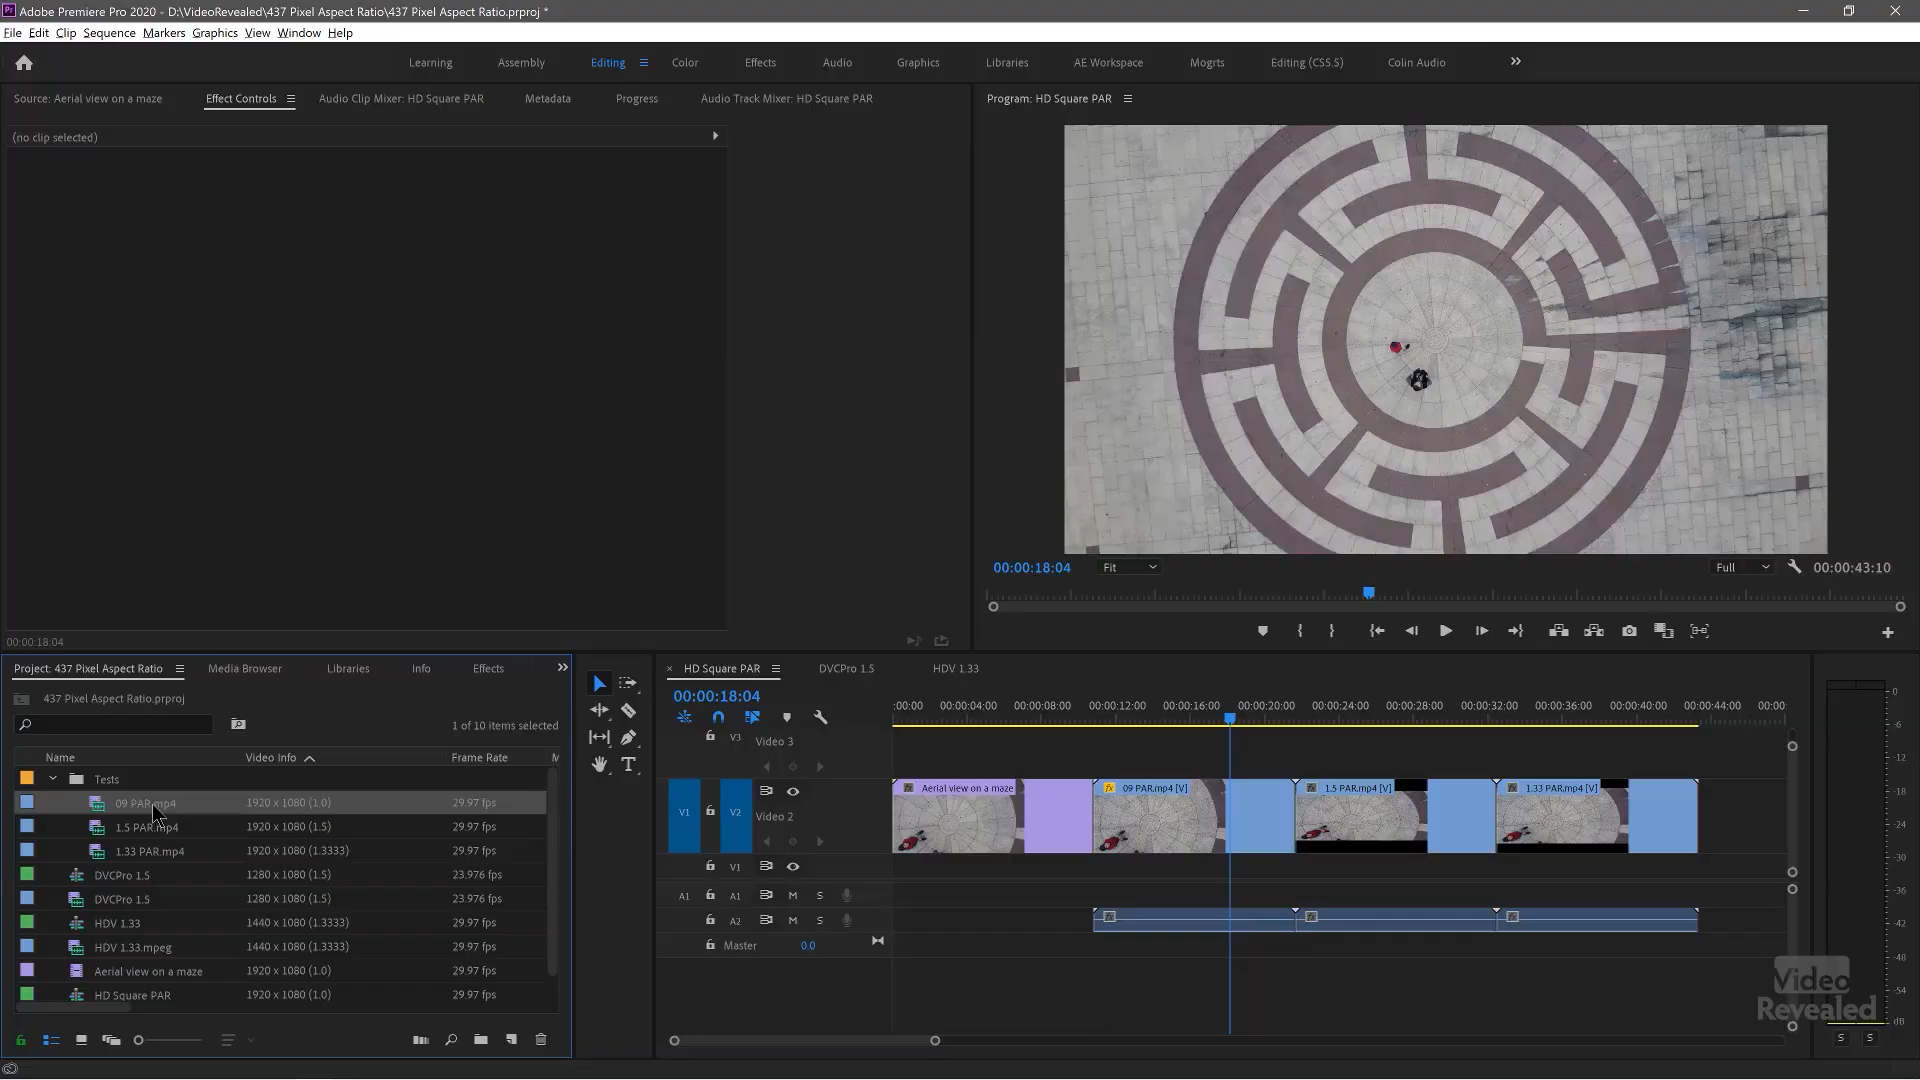 Adobe Premiere Pro 2020 - D:\VideoRevealed\437 Pixel Aspect Ratio\437 Pixel Aspect Ratio.prproj *
File Edit Clip Sequence Markers Graphics View Window Help
Learning Assembly Editing Color Effects Audio Graphics Libraries AE Workspace Mogrts Editing (CS5.5) Colin Audio
Source: Aerial view on a maze Effect Controls Audio Clip Mixer: HD Square PAR Metadata Progress Audio Track Mixer: HD Square PAR
(no clip selected)
00:00:18:04
Program: HD Square PAR
00:00:18:04 Fit Full 00:00:43:10
Project: 437 Pixel Aspect Ratio Media Browser Libraries Info Effects
437 Pixel Aspect Ratio.prproj
1 of 10 items selected
Name Video Info Frame Rate M
Tests
09 PAR.mp4 1920 x 1080 (1.0) 29.97 fps
1.5 PAR.mp4 1920 x 1080 (1.5) 29.97 fps
1.33 PAR.mp4 1920 x 1080 (1.3333) 29.97 fps
DVCPro 1.5 1280 x 1080 (1.5) 23.976 fps
DVCPro 1.5 1280 x 1080 (1.5) 23.976 fps
HDV 1.33 1440 x 1080 (1.3333) 29.97 fps
HDV 1.33.mpeg 1440 x 1080 (1.3333) 29.97 fps
Aerial view on a maze 1920 x 1080 (1.0) 29.97 fps
HD Square PAR 1920 x 1080 (1.0) 29.97 fps
HD Square PAR DVCPro 1.5 HDV 1.33
00:00:18:04
:00:00 00:00:04:00 00:00:08:00 00:00:12:00 00:00:16:00 00:00:20:00 00:00:24:00 00:00:28:00 00:00:32:00 00:00:36:00 00:00:40:00 00:00:44:00 00:00:
V3 Video 3
V1 V2 Video 2
Aerial view on a maze 09 PAR.mp4 [V] 1.5 PAR.mp4 [V] 1.33 PAR.mp4 [V]
V1
A1 A1 M S
A2 M S
Master 0.0
0
-6
-12
-18
-24
-30
-36
-42
-48
-54
dB
S S
Video
Revealed